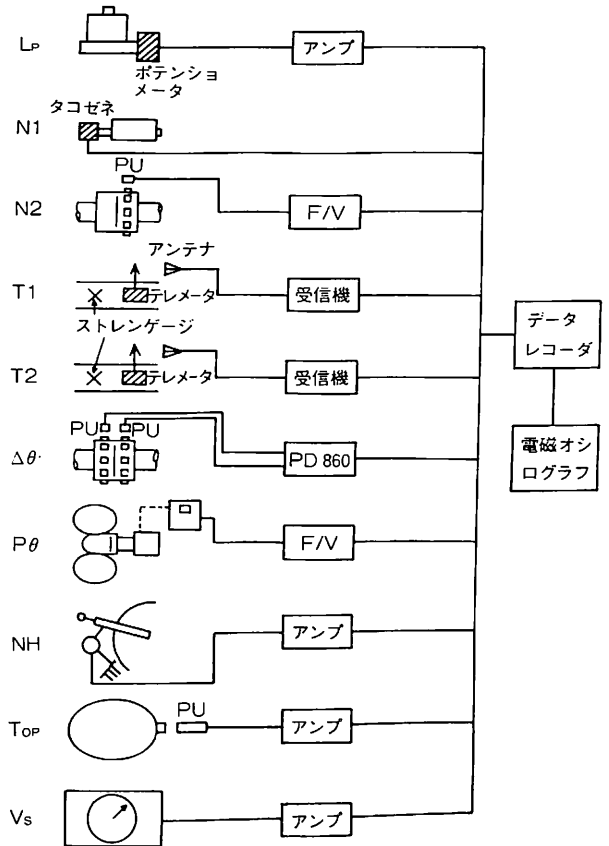 LP
アンプ
ポテンショ
メータ
タコゼネ
N1
PU
N2
F/V
アンテナ
T1
テレメータ
受信機
ストレンゲージ
T2
テレメータ
受信機
データ
レコーダ
PU
PU
Δθ·
PD 860
電磁オシ
ログラフ
Pθ
F/V
NH
アンプ
PU
TOP
アンプ
Vs
アンプ